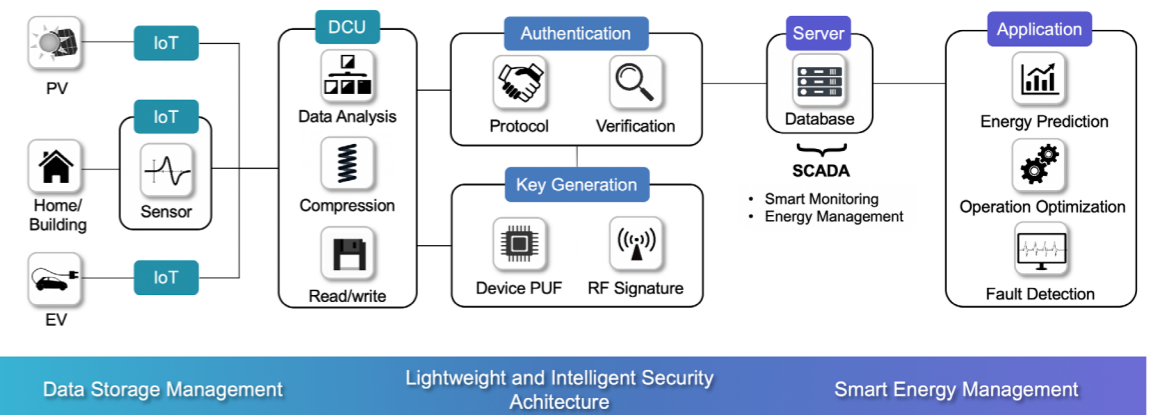 PV
IoT
Home/
Building
IoT
Sensor
EV
IoT
DCU
Data Analysis
Compression
Read/write
Authentication
Protocol
Verification
Key Generation
Device PUF
RF Signature
Server
Database
SCADA
• Smart Monitoring
• Energy Management
Application
Energy Prediction
Operation Optimization
Fault Detection
Data Storage Management
Lightweight and Intelligent Security
Achitecture
Smart Energy Management